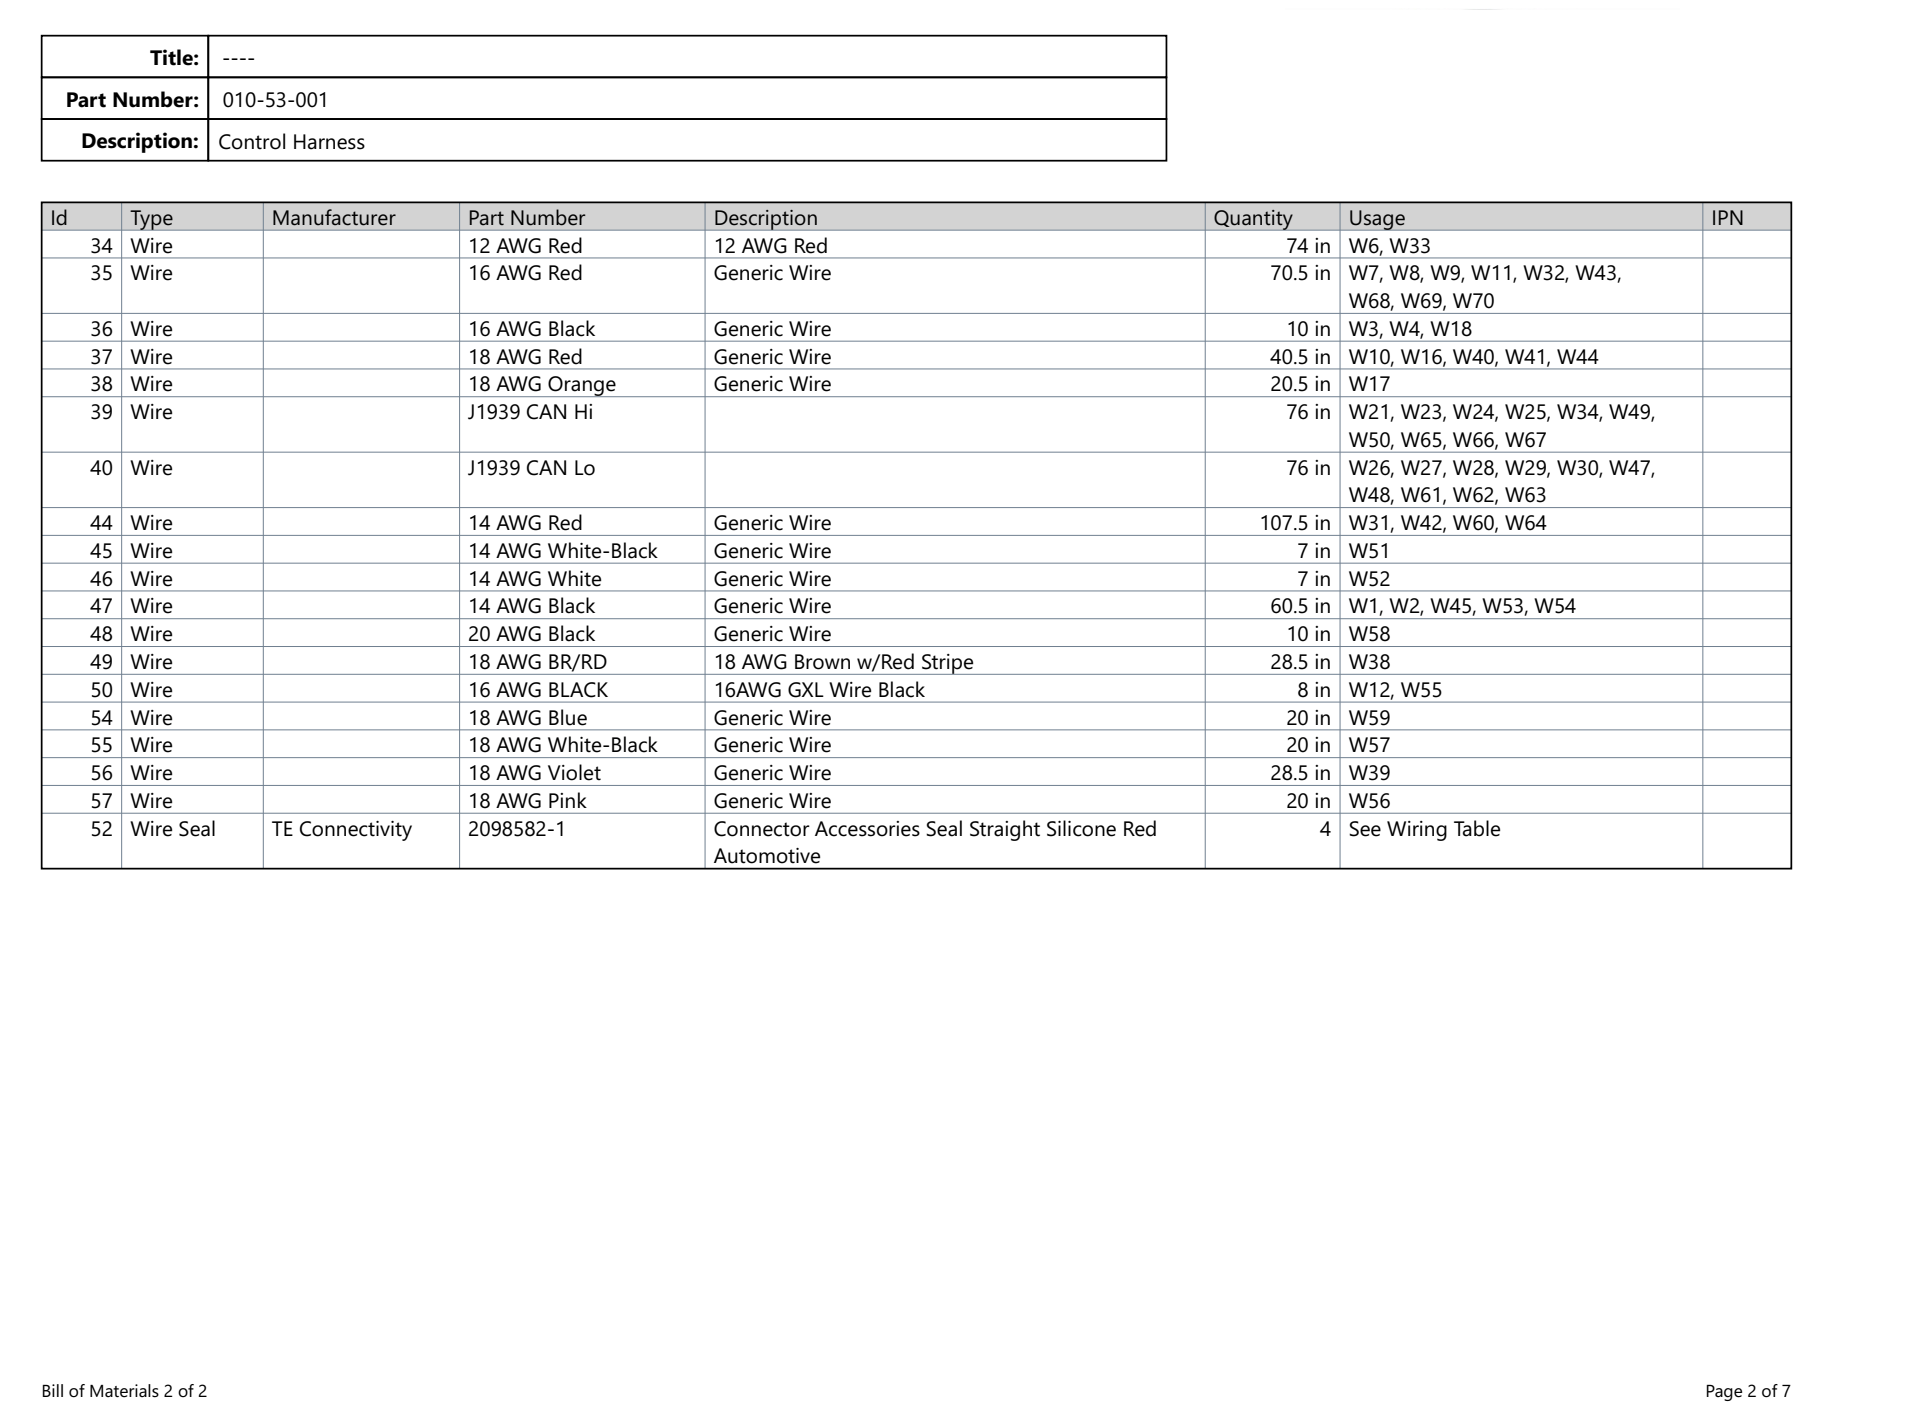 Title: ----
Part Number: 010-53-001
Description: Control Harness
Id Type Manufacturer Part Number Description Quantity Usage IPN
34 Wire 12 AWG Red 12 AWG Red 74 in W6, W33
35 Wire 16 AWG Red Generic Wire 70.5 in W7, W8, W9, W11, W32, W43,
W68, W69, W70
36 Wire 16 AWG Black Generic Wire 10 in W3, W4, W18
37 Wire 18 AWG Red Generic Wire 40.5 in W10, W16, W40, W41, W44
38 Wire 18 AWG Orange Generic Wire 20.5 in W17
39 Wire J1939 CAN Hi 76 in W21, W23, W24, W25, W34, W49,
W50, W65, W66, W67
40 Wire J1939 CAN Lo 76 in W26, W27, W28, W29, W30, W47,
W48, W61, W62, W63
44 Wire 14 AWG Red Generic Wire 107.5 in W31, W42, W60, W64
45 Wire 14 AWG White-Black Generic Wire 7 in W51
46 Wire 14 AWG White Generic Wire 7 in W52
47 Wire 14 AWG Black Generic Wire 60.5 in W1, W2, W45, W53, W54
48 Wire 20 AWG Black Generic Wire 10 in W58
49 Wire 18 AWG BR/RD 18 AWG Brown w/Red Stripe 28.5 in W38
50 Wire 16 AWG BLACK 16AWG GXL Wire Black 8 in W12, W55
54 Wire 18 AWG Blue Generic Wire 20 in W59
55 Wire 18 AWG White-Black Generic Wire 20 in W57
56 Wire 18 AWG Violet Generic Wire 28.5 in W39
57 Wire 18 AWG Pink Generic Wire 20 in W56
52 Wire Seal TE Connectivity 2098582-1 Connector Accessories Seal Straight Silicone Red 4 See Wiring Table
Automotive
Bill of Materials 2 of 2 Page 2 of 7